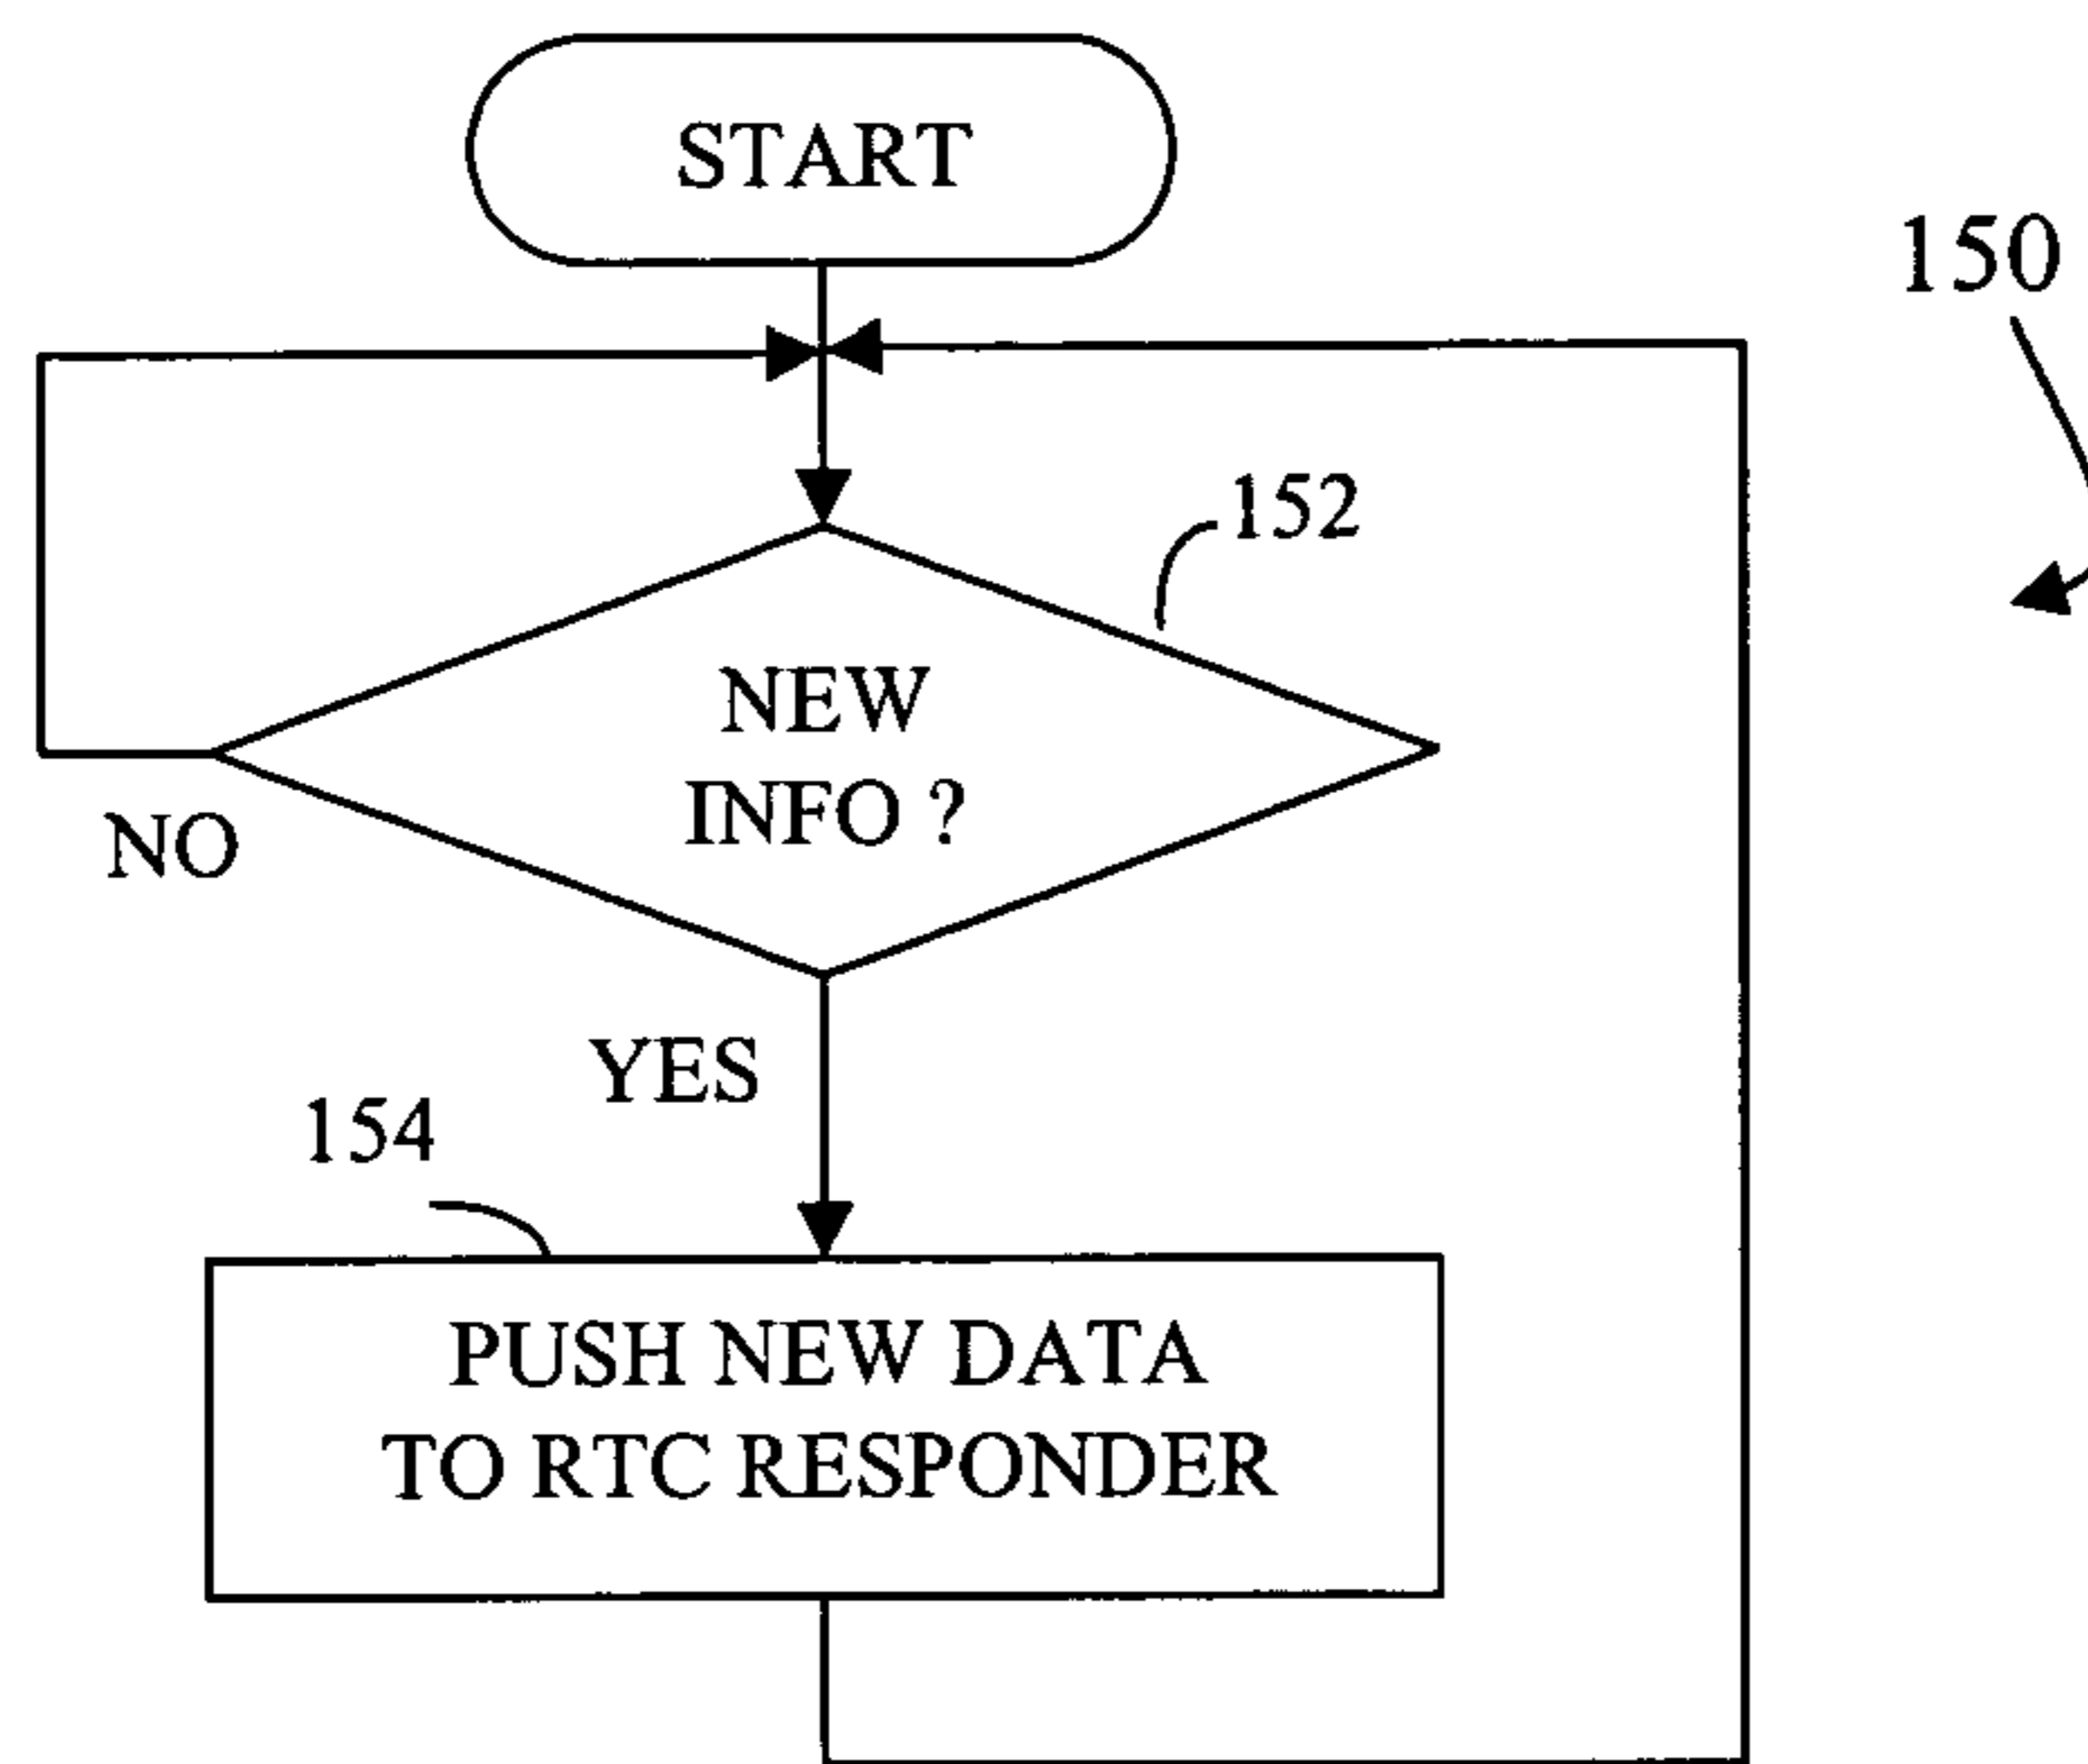 START
150
152
NEW
INFO ?
NO
YES
154
PUSH NEW DATA
TO RTC RESPONDER